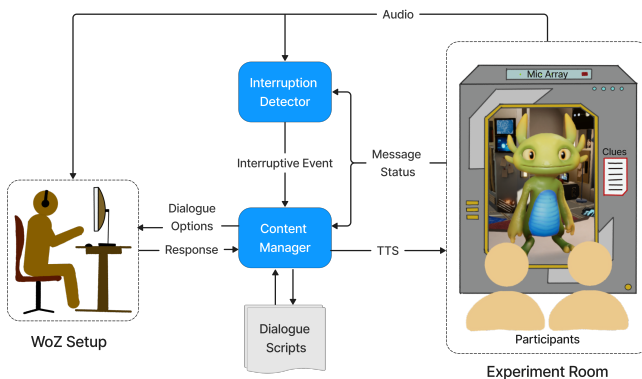 Audio
Mic Array
Interruption
Detector
Clues
Interruptive Event
Message
Status
Dialogue
Options
Response
Content
Manager
TTS
Dialogue
Scripts
Participants
WoZ Setup
Experiment Room